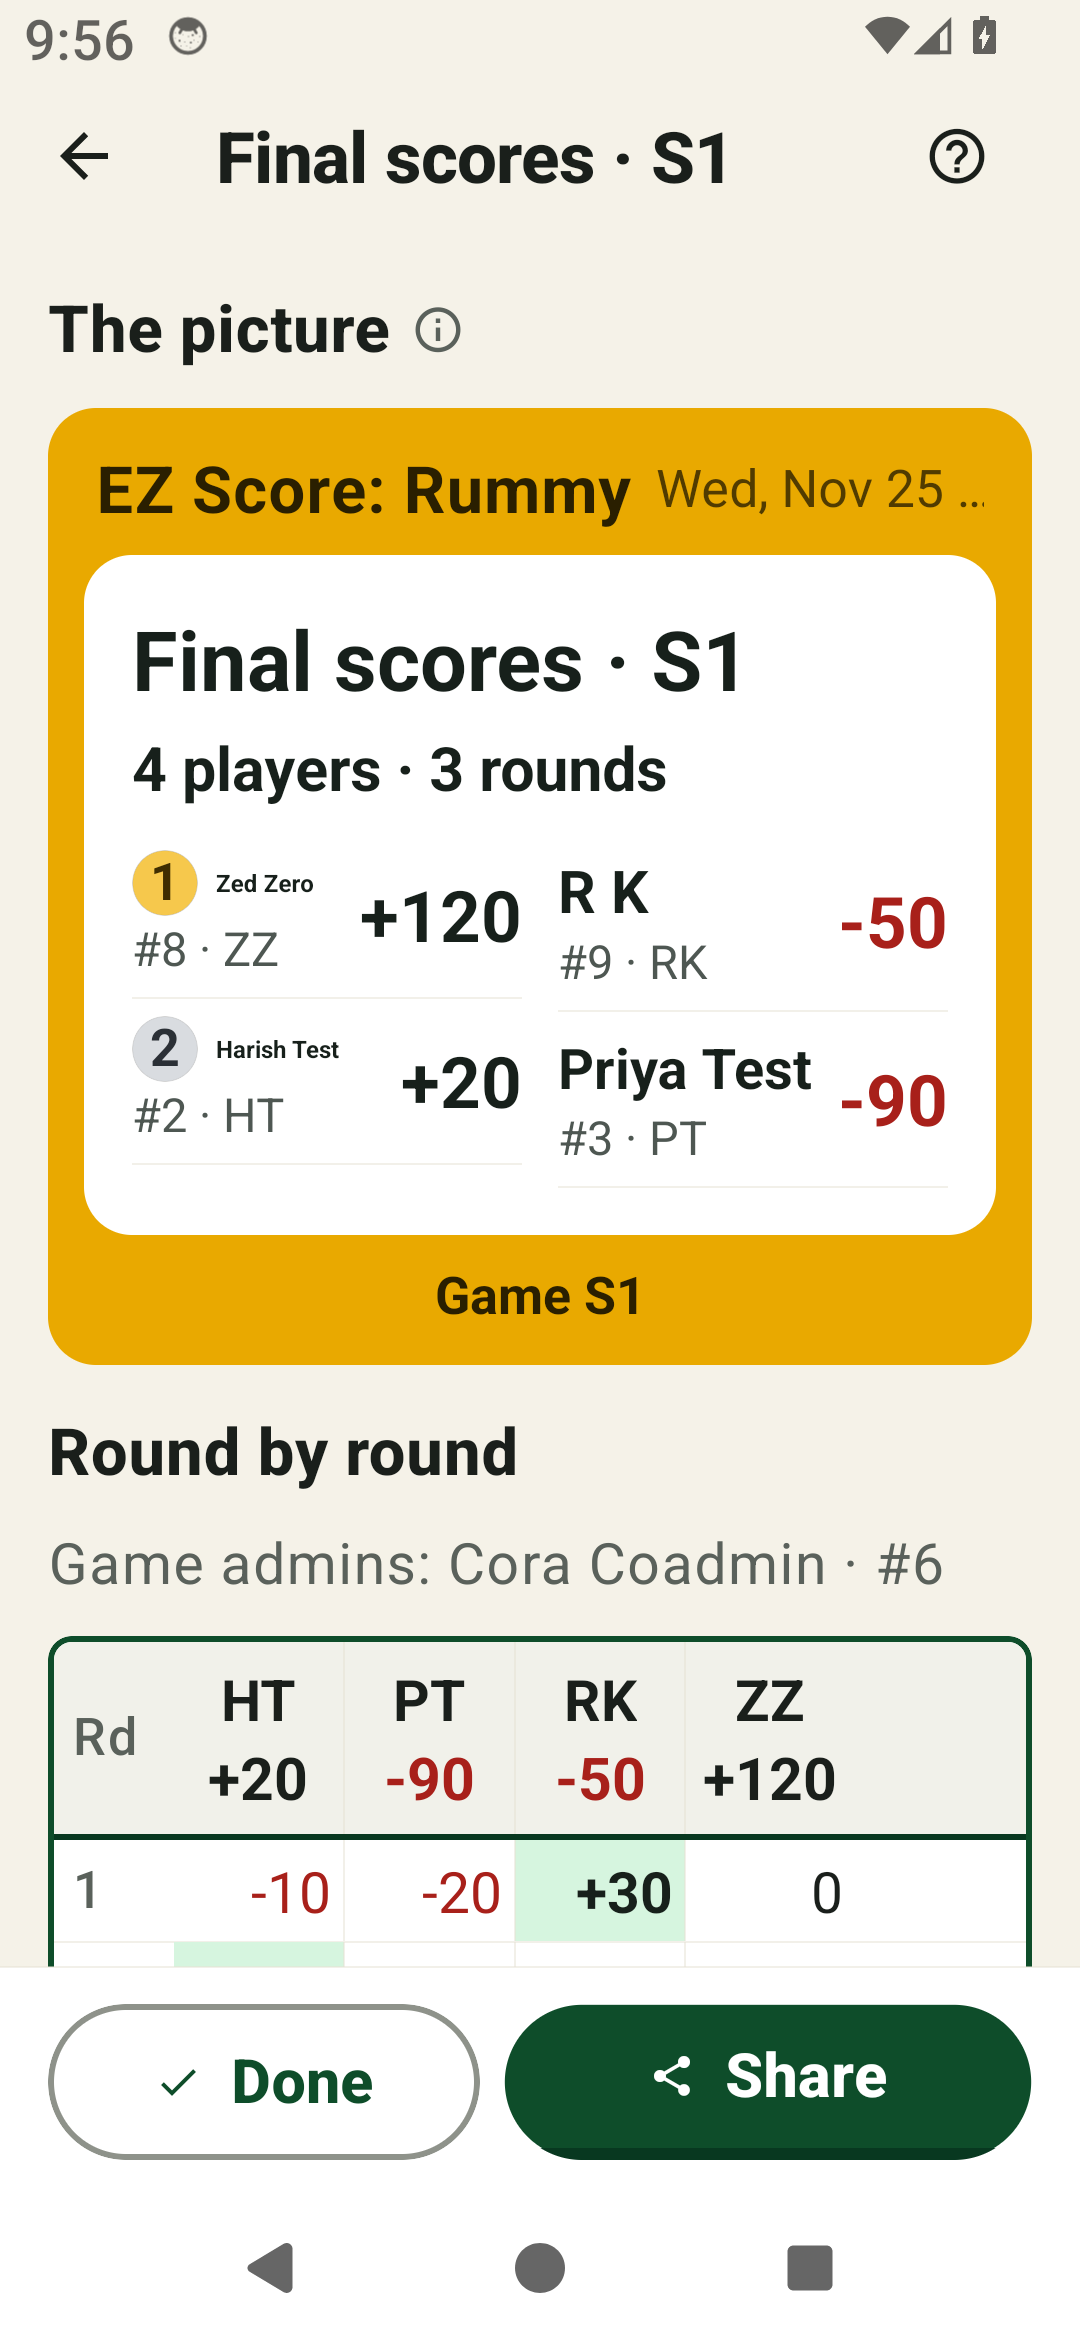 9:56
Final scores · S1
The picture
EZ Score: Rummy Wed, Nov 25 ...
Final scores · S1
4 players · 3 rounds
1 Zed Zero +120
#8 · ZZ
2 Harish Test +20
#2 · HT
R K -50
#9 · RK
Priya Test -90
#3 · PT
Game S1
Round by round
Game admins: Cora Coadmin · #6
Rd HT PT RK ZZ
+20 -90 -50 +120
1 -10 -20 +30 0
Done Share